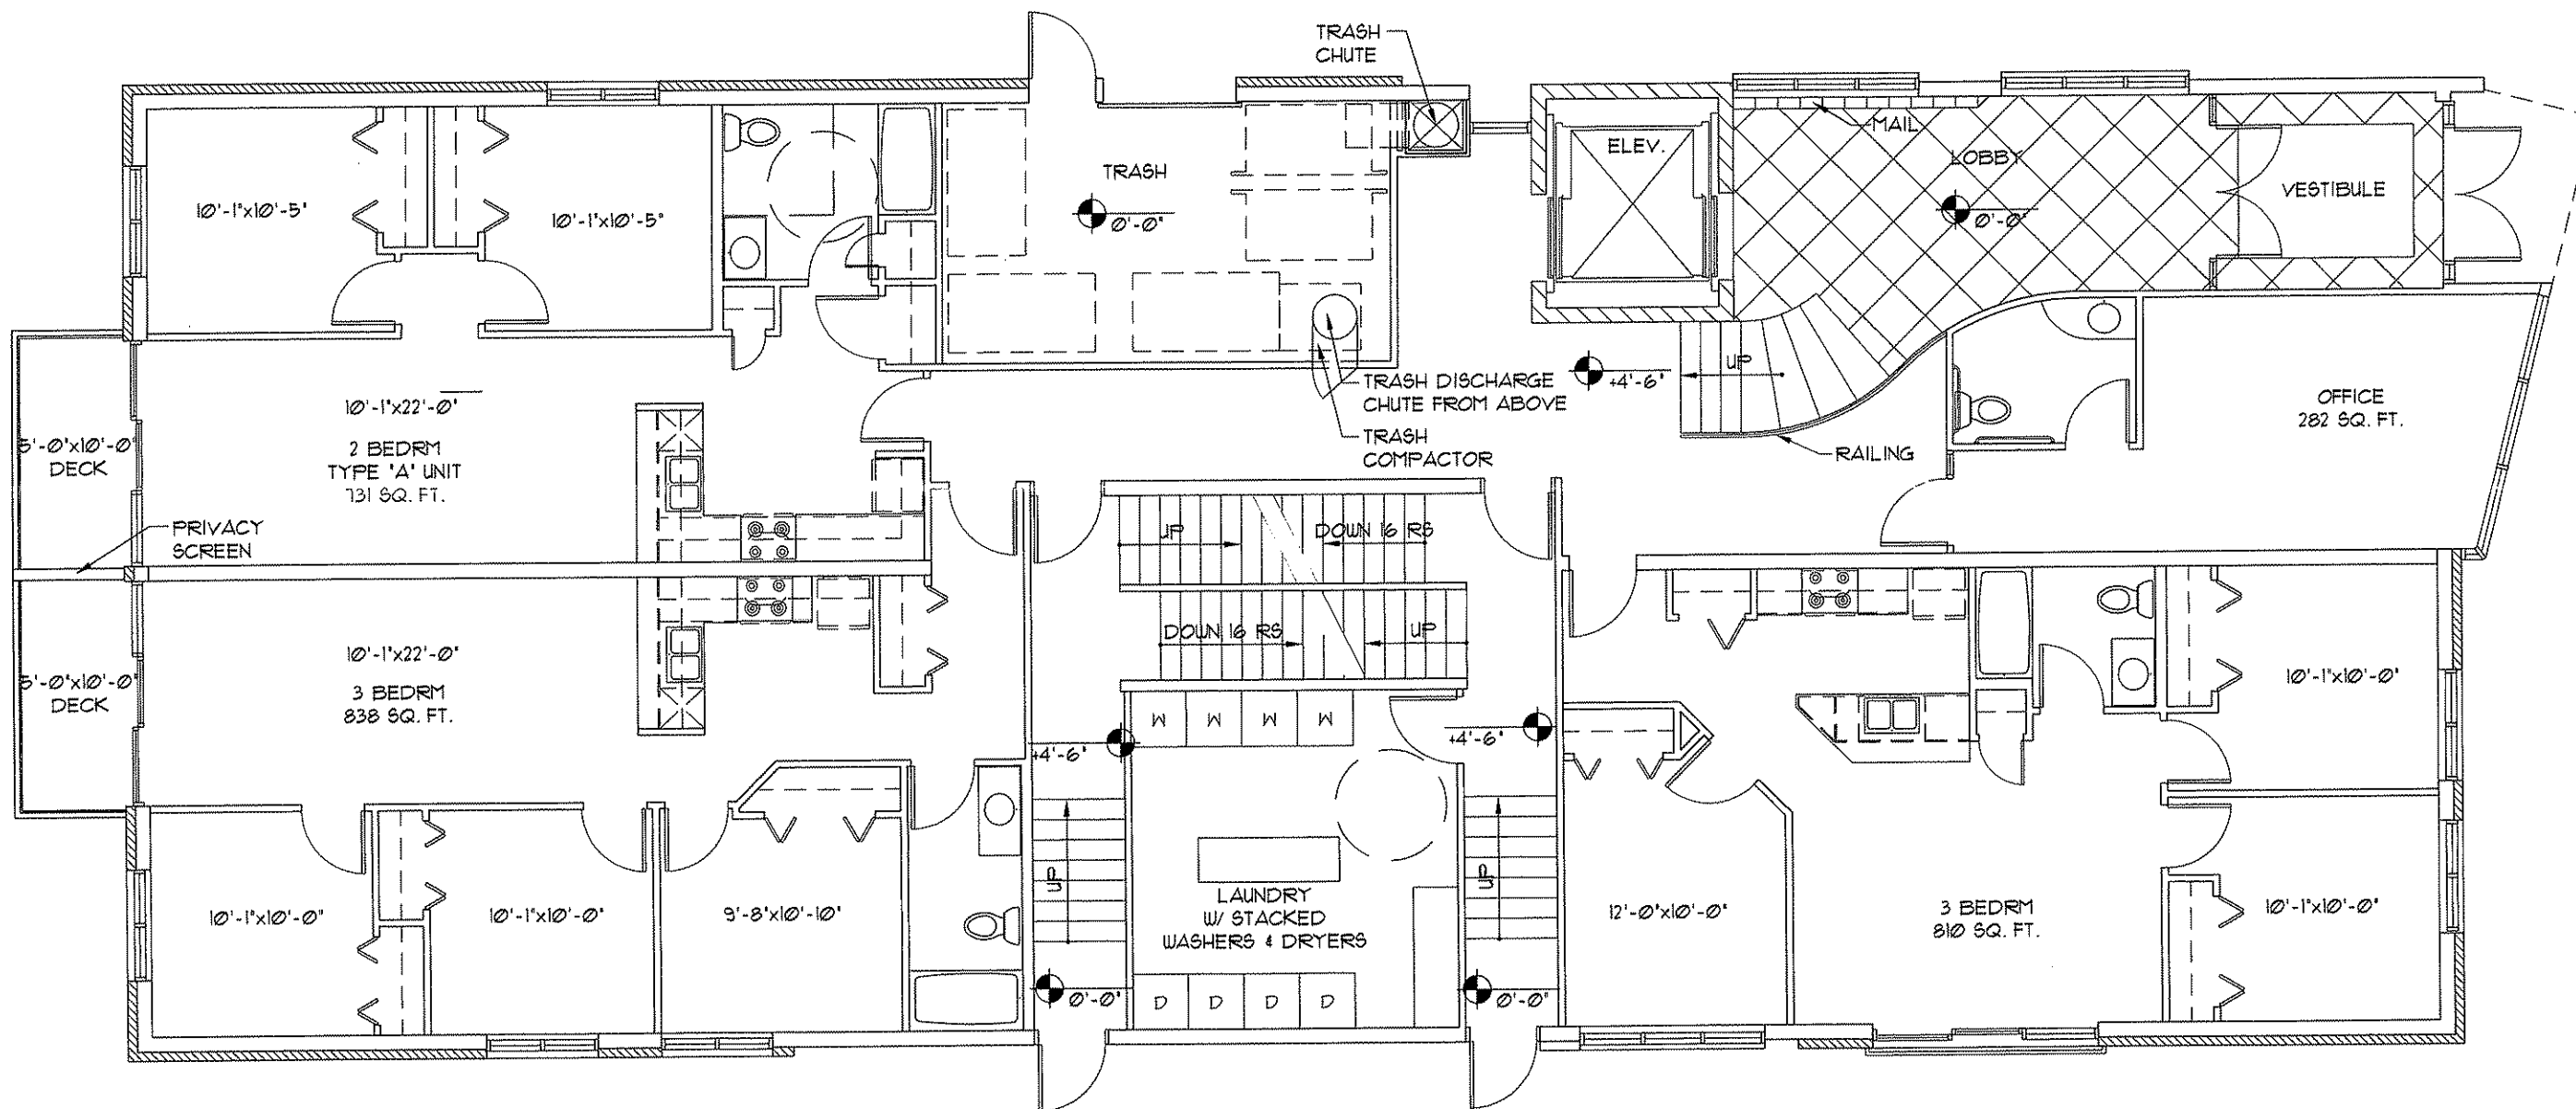 TRASH
CHUTE
MAIL
ELEV.
LOBBY
TRASH
VESTIBULE
10'-1"x10'-5"
10'-1"x10'-5"
0'-0"
0'-0"
UP
+4'-6"
TRASH DISCHARGE
CHUTE FROM ABOVE
TRASH
COMPACTOR
RAILING
OFFICE
282 SQ. FT.
10'-1"x22'-0"
2 BEDRM
TYPE 'A' UNIT
731 SQ. FT.
5'-0"x10'-0"
DECK
PRIVACY
SCREEN
UP
DOWN 16 RS
DOWN 16 RS
UP
10'-1"x22'-0"
3 BEDRM
838 SQ. FT.
5'-0"x10'-0"
DECK
10'-1"x10'-0"
W
W
W
W
+4'-6"
+4'-6"
UP
UP
LAUNDRY
W/ STACKED
WASHERS & DRYERS
10'-1"x10'-0"
10'-1"x10'-0"
9'-8"x10'-10"
12'-0"x10'-0"
3 BEDRM
810 SQ. FT.
10'-1"x10'-0"
0'-0"
D
D
D
D
0'-0"